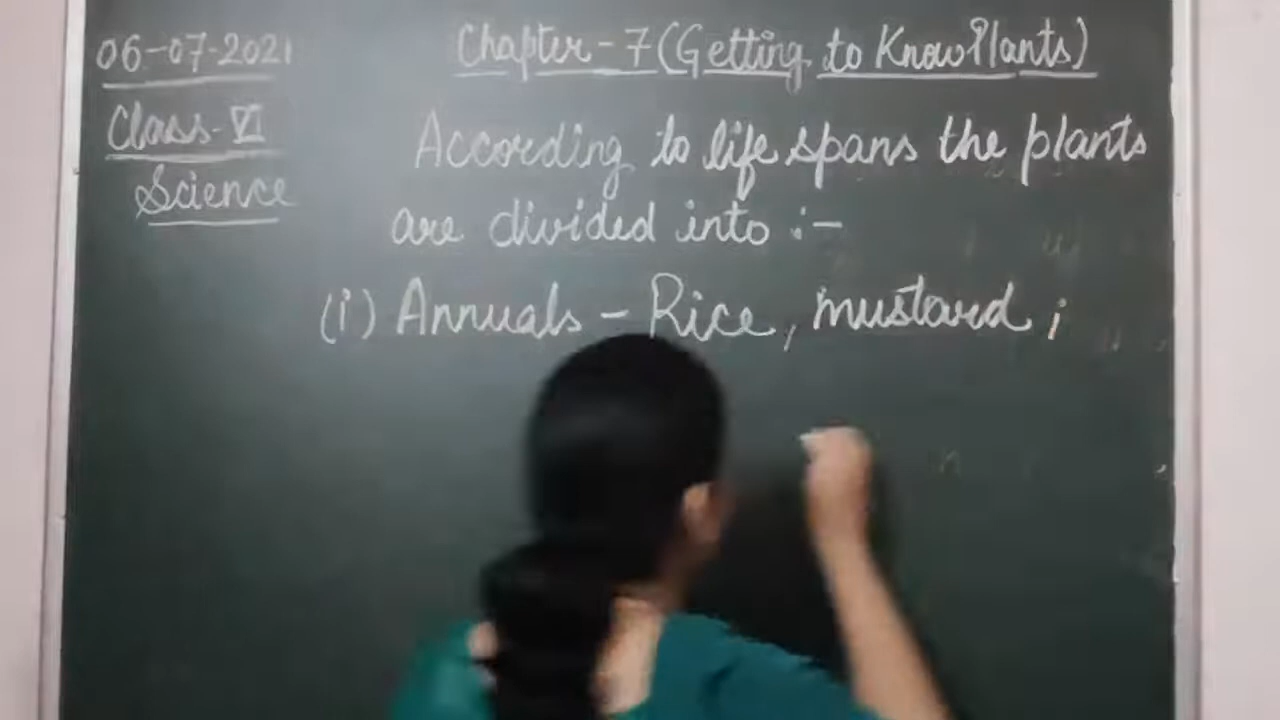 06-07-2021
Chapter - 7 (Getting to Know Plants)
Class - VI
Science
According to life spans the plants
are divided into :-
(i) Annuals - Rice, mustard,